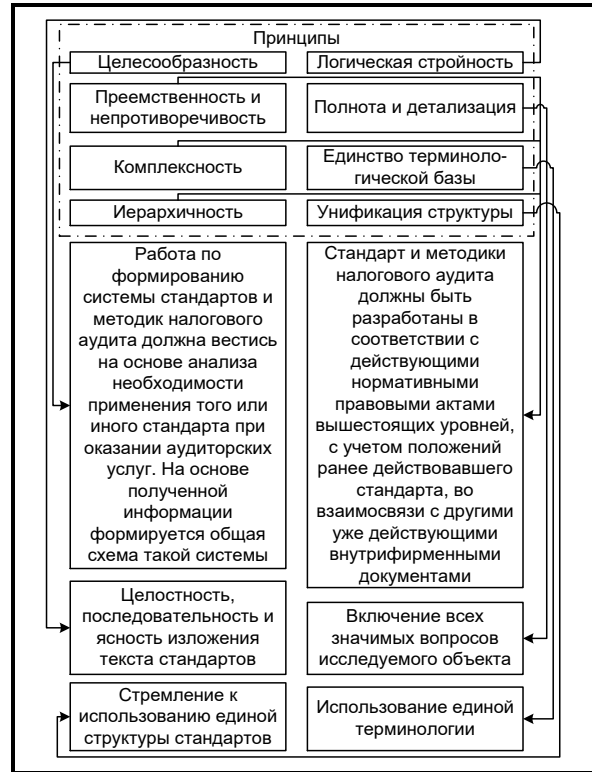 Принципы
Целесообразность
Логическая стройность
Преемственность и
непротиворечивость
Полнота и детализация
Комплексность
Единство терминоло-
гической базы
Иерархичность
Унификация структуры
Работа по
формированию
системы стандартов и
методик налогового
аудита должна вестись
на основе анализа
необходимости
применения того или
иного стандарта при
оказании аудиторских
услуг. На основе
полученной
информации
формируется общая
схема такой системы
Стандарт и методики
налогового аудита
должны быть
разработаны в
соответствии с
действующими
нормативными
правовыми актами
вышестоящих уровней,
с учетом положений
ранее действовавшего
стандарта, во
взаимосвязи с другими
уже действующими
внутрифирменными
документами
Целостность,
последовательность и
ясность изложения
текста стандартов
Включение всех
значимых вопросов
исследуемого объекта
Стремление к
использованию единой
структуры стандартов
Использование единой
терминологии